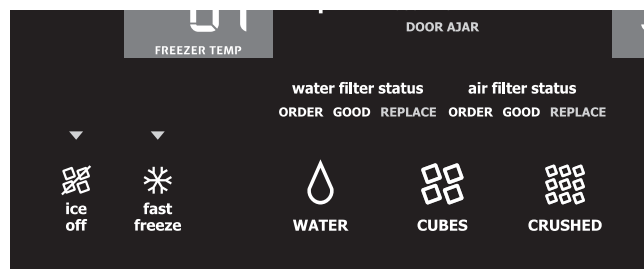 DOOR AJAR
FREEZER TEMP
water filter status air filter status
ORDER GOOD REPLACE ORDER GOOD REPLACE
ice off
fast freeze
WATER
CUBES
CRUSHED